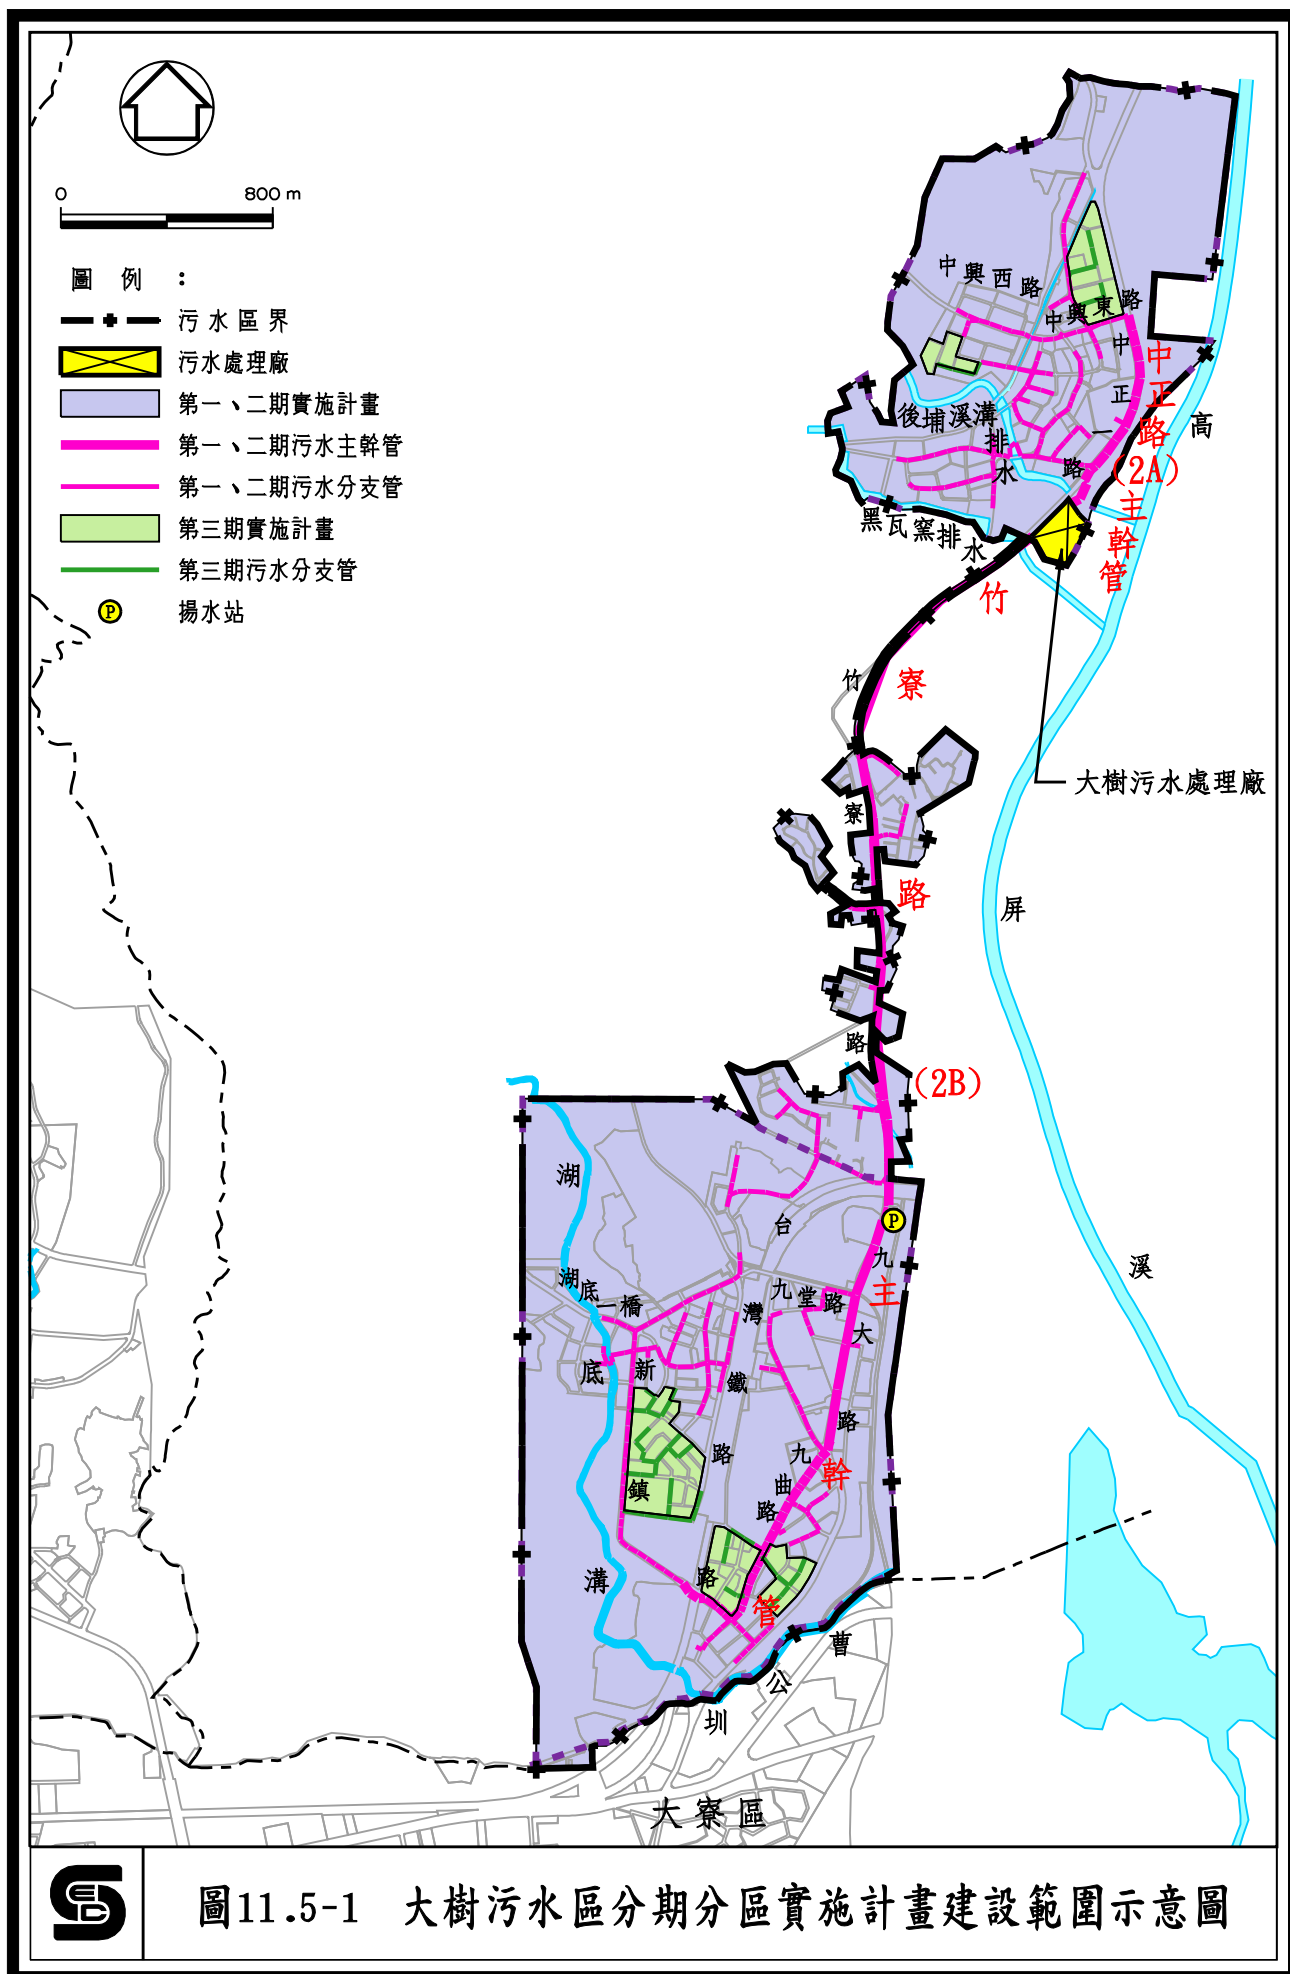 0 800 m
圖 例 :
污水區界
污水處理廠
第一、二期實施計畫
第一、二期污水主幹管
第一、二期污水分支管
第三期實施計畫
第三期污水分支管
P 揚水站
中興西路
中興東路
中正一路
中正路(2A)主幹管
後埔溪溝排水
黑瓦窯排水
高屏溪
大樹污水處理廠
竹寮路
竹寮路(2B)主幹管
P
湖底溝
湖底一橋
台灣鐵路
九堂路
九大路
新鎮路
九曲路
曹公圳
大寮區
圖11.5-1 大樹污水區分期分區實施計畫建設範圍示意圖